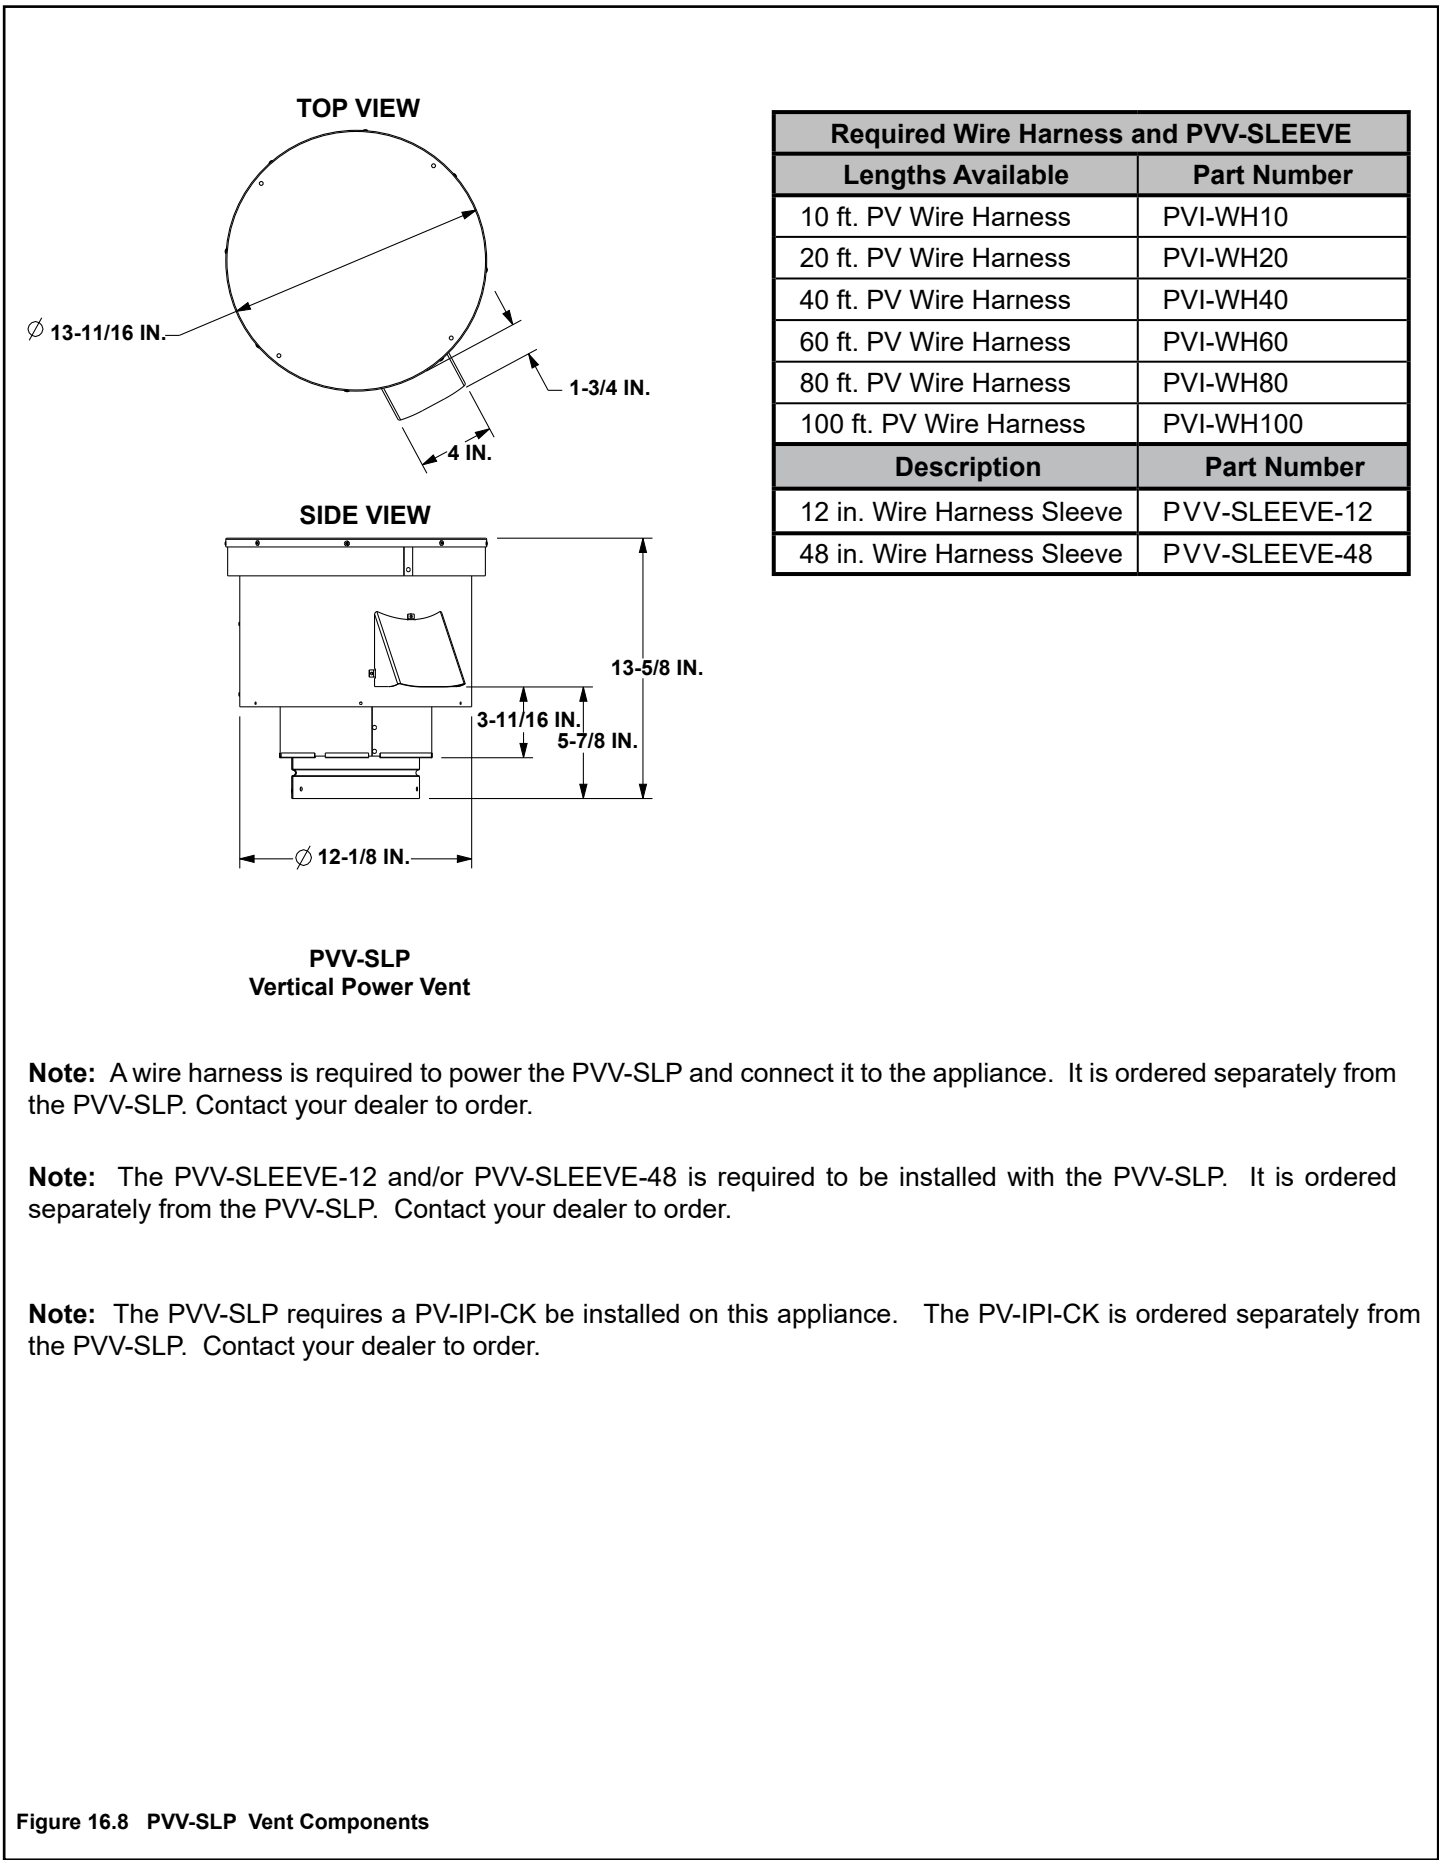 TOP VIEW
Ø 13-11/16 IN.
1-3/4 IN.
4 IN.
SIDE VIEW
13-5/8 IN.
3-11/16 IN.
5-7/8 IN.
Ø 12-1/8 IN.
PVV-SLP
Vertical Power Vent
Required Wire Harness and PVV-SLEEVE
Lengths Available Part Number
10 ft. PV Wire Harness PVI-WH10
20 ft. PV Wire Harness PVI-WH20
40 ft. PV Wire Harness PVI-WH40
60 ft. PV Wire Harness PVI-WH60
80 ft. PV Wire Harness PVI-WH80
100 ft. PV Wire Harness PVI-WH100
Description Part Number
12 in. Wire Harness Sleeve PVV-SLEEVE-12
48 in. Wire Harness Sleeve PVV-SLEEVE-48
Note: A wire harness is required to power the PVV-SLP and connect it to the appliance. It is ordered separately from
the PVV-SLP. Contact your dealer to order.
Note: The PVV-SLEEVE-12 and/or PVV-SLEEVE-48 is required to be installed with the PVV-SLP. It is ordered
separately from the PVV-SLP. Contact your dealer to order.
Note: The PVV-SLP requires a PV-IPI-CK be installed on this appliance. The PV-IPI-CK is ordered separately from
the PVV-SLP. Contact your dealer to order.
Figure 16.8 PVV-SLP Vent Components